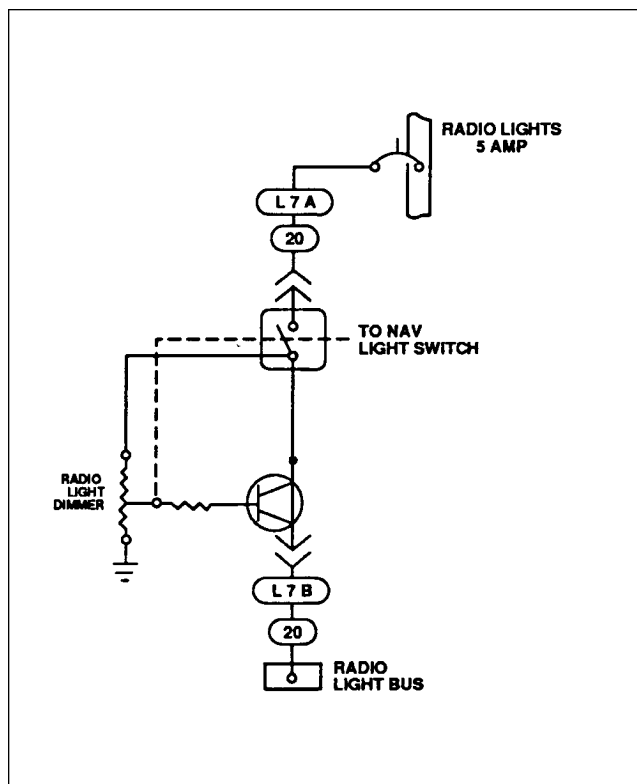 RADIO LIGHTS
5 AMP
L 7 A
20
TO NAV
LIGHT SWITCH
RADIO
LIGHT
DIMMER
L 7 B
20
RADIO
LIGHT BUS